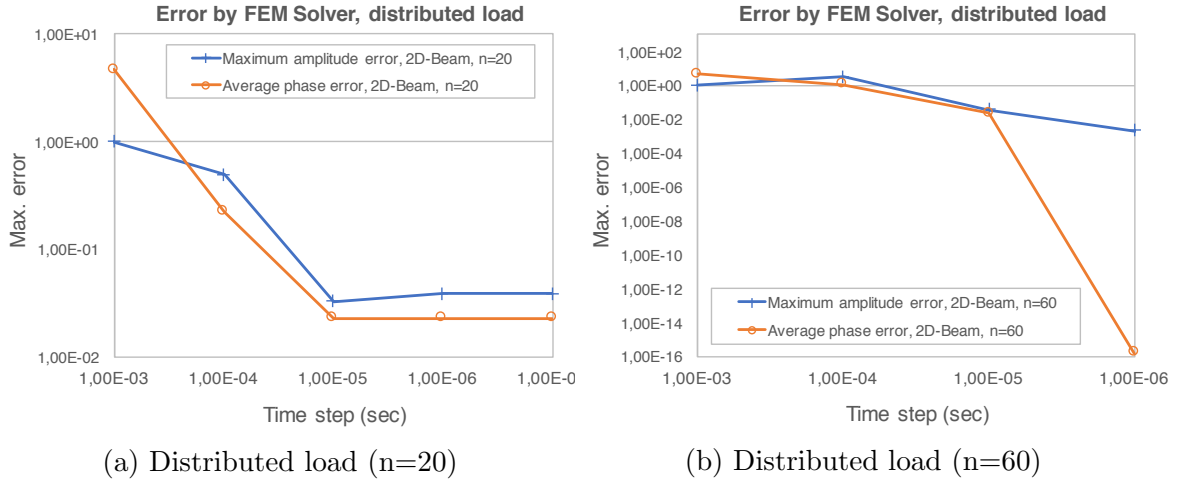 Error by FEM Solver, distributed load
1,00E+01
1,00E+00
1,00E-01
1,00E-02
Max. error
Maximum amplitude error, 2D-Beam, n=20
Average phase error, 2D-Beam, n=20
1,00E-03 1,00E-04 1,00E-05 1,00E-06 1,00E-0
Time step (sec)
(a) Distributed load (n=20)
Error by FEM Solver, distributed load
1,00E+02
1,00E+00
1,00E-02
1,00E-04
1,00E-06
1,00E-08
1,00E-10
1,00E-12
1,00E-14
1,00E-16
Max. error
Maximum amplitude error, 2D-Beam, n=60
Average phase error, 2D-Beam, n=60
1,00E-03 1,00E-04 1,00E-05 1,00E-06
Time step (sec)
(b) Distributed load (n=60)